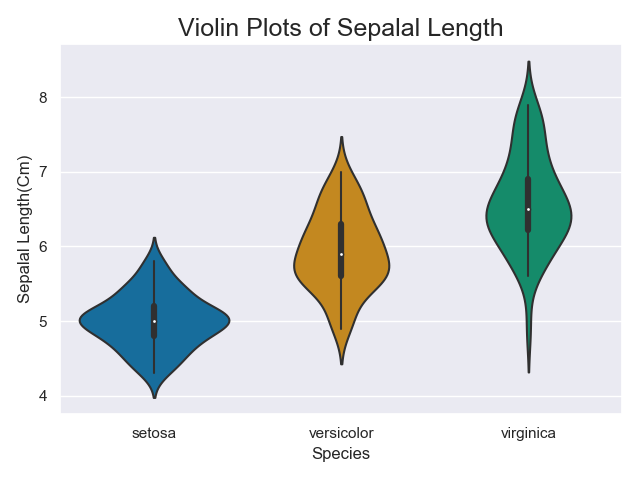 Violin Plots of Sepalal Length
Sepalal Length(Cm)
8
7
6
5
4
setosa versicolor virginica
Species